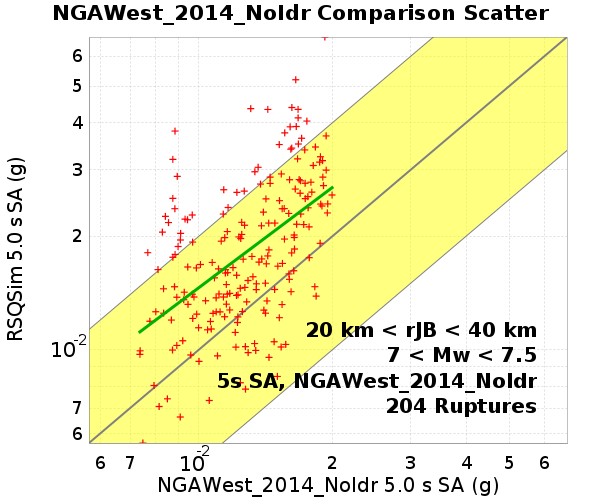 NGAWest_2014_NoIdr Comparison Scatter
RSQSim 5.0 s SA (g)
6
5
4
3
2
10-2
8
7
6
20 km < rJB < 40 km
7 < Mw < 7.5
5s SA, NGAWest_2014_NoIdr
204 Ruptures
6 7 10-2 2 3 4 5 6
NGAWest_2014_NoIdr 5.0 s SA (g)